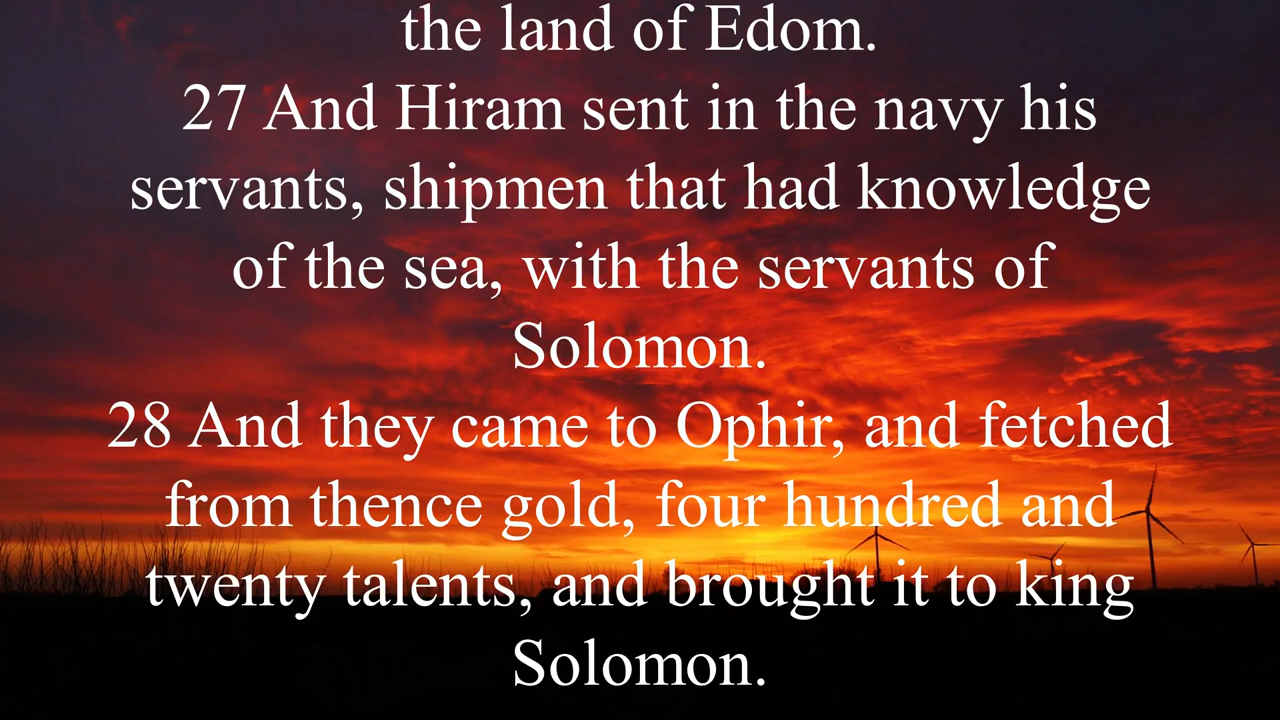 the land of Edom.
27 And Hiram sent in the navy his
servants, shipmen that had knowledge
of the sea, with the servants of
Solomon.
28 And they came to Ophir, and fetched
from thence gold, four hundred and
twenty talents, and brought it to king
Solomon.